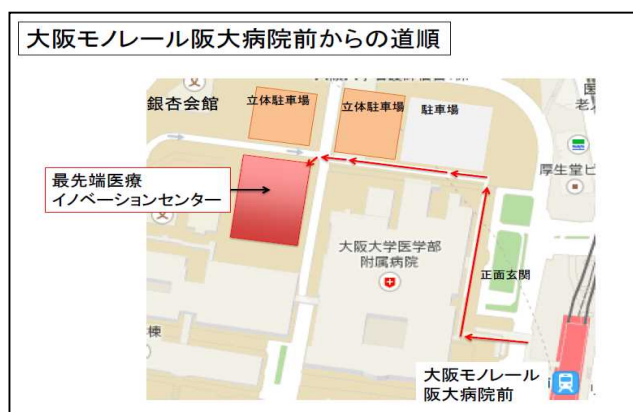 大阪モノレール阪大病院前からの道順
銀杏会館
立体駐車場
立体駐車場
駐車場
医
老
厚生堂ビ
最先端医療
イノベーションセンター
大阪大学医学部
附属病院
正面玄関
棟
大阪モノレール
阪大病院前